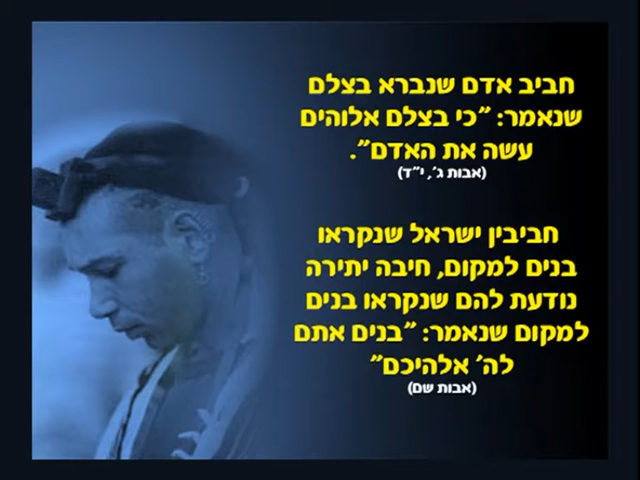 חביב אדם שנברא בצלם
שנאמר: "כי בצלם אלוהים
עשה את האדם".
(אבות ג', י"ד)
חביבין ישראל שנקראו
בנים למקום, חיבה יתירה
נודעת להם שנקראו בנים
למקום שנאמר: "בנים אתם
לה' אלהיכם"
(אבות שם)